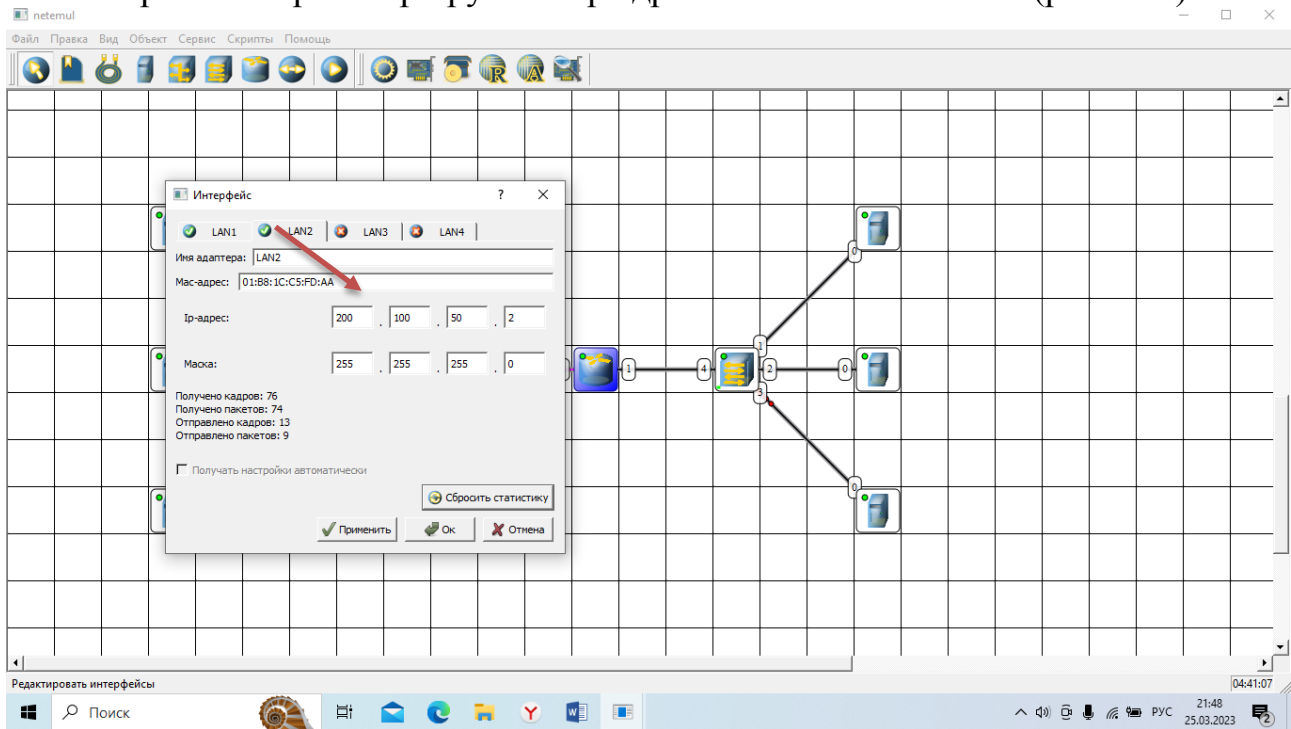 netemul
Файл Правка Вид Объект Сервис Скрипты Помощь
Интерфейс ? ×
LAN1 LAN2 LAN3 LAN4
Имя адаптера: LAN2
Мас-адрес: 01:B8:1C:C5:FD:AA
Ip-адрес: 200 . 100 . 50 . 2
Маска: 255 . 255 . 255 . 0
Получено кадров: 76
Получено пакетов: 74
Отправлено кадров: 13
Отправлено пакетов: 9
Получать настройки автоматически
Сбросить статистику
Применить Ок Отмена
0
1
1 4 2 0
3
0
Редактировать интерфейсы 04:41:07
Поиск РУС 21:48
25.03.2023 2